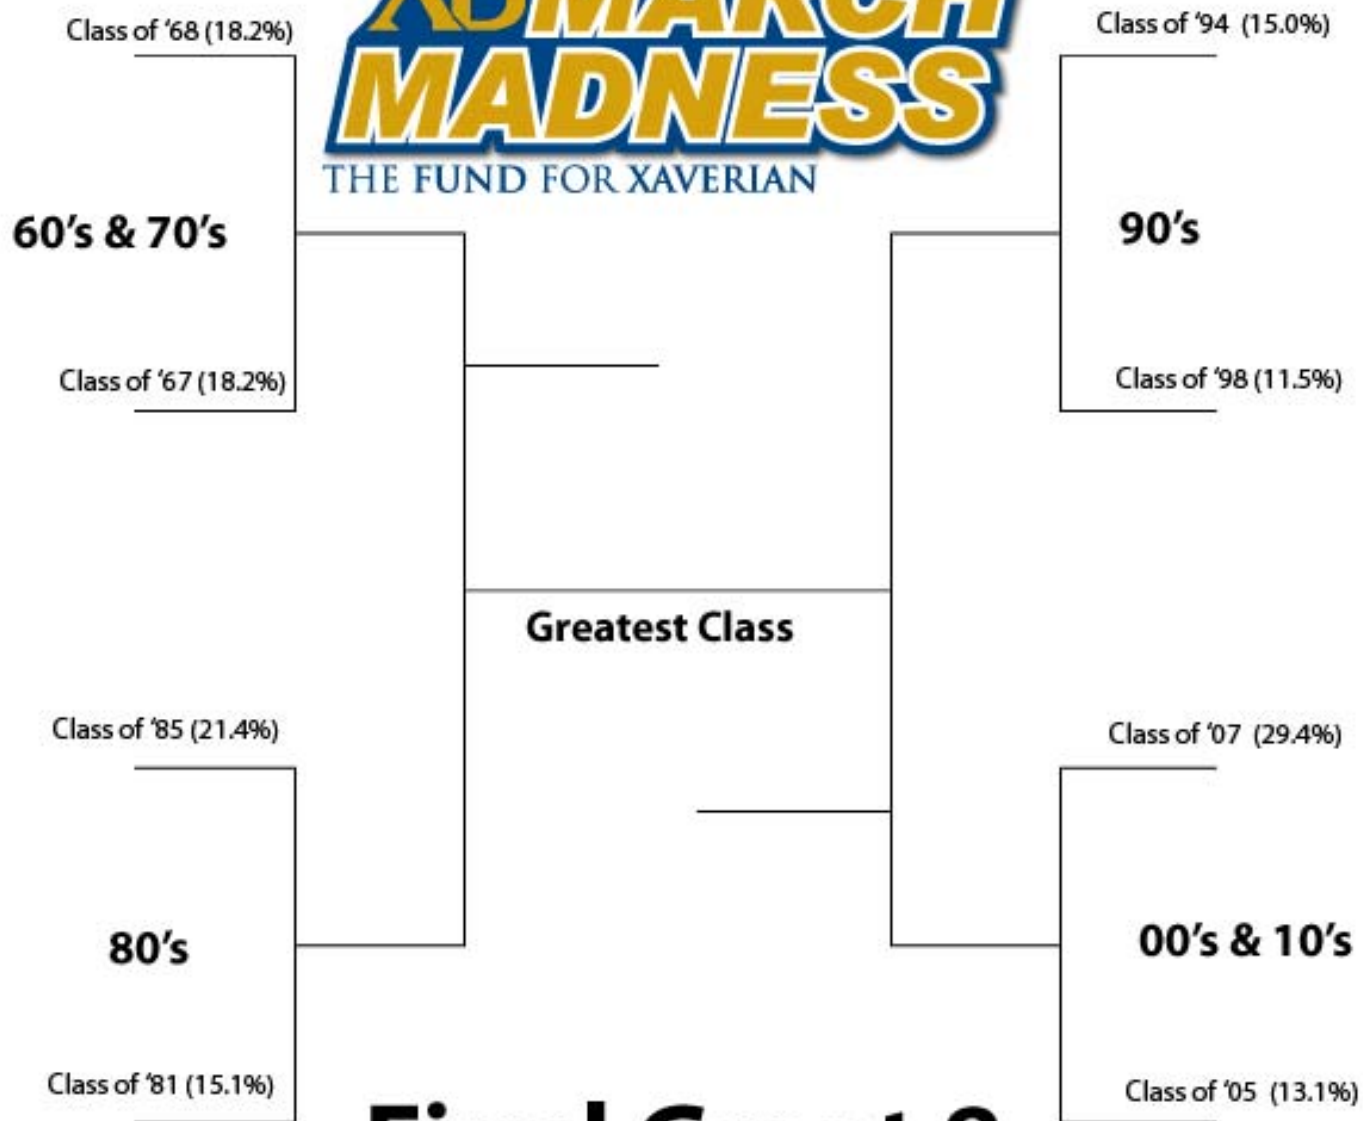 Class of ‘68 (18.2%)
XB MARCH
MADNESS
THE FUND FOR XAVERIAN
Class of ‘94 (15.0%)
60’s & 70’s
90’s
Class of ‘67 (18.2%)
Class of ‘98 (11.5%)
Greatest Class
Class of ‘85 (21.4%)
Class of ‘07 (29.4%)
80’s
00’s & 10’s
Class of ‘81 (15.1%)
Class of ‘05 (13.1%)